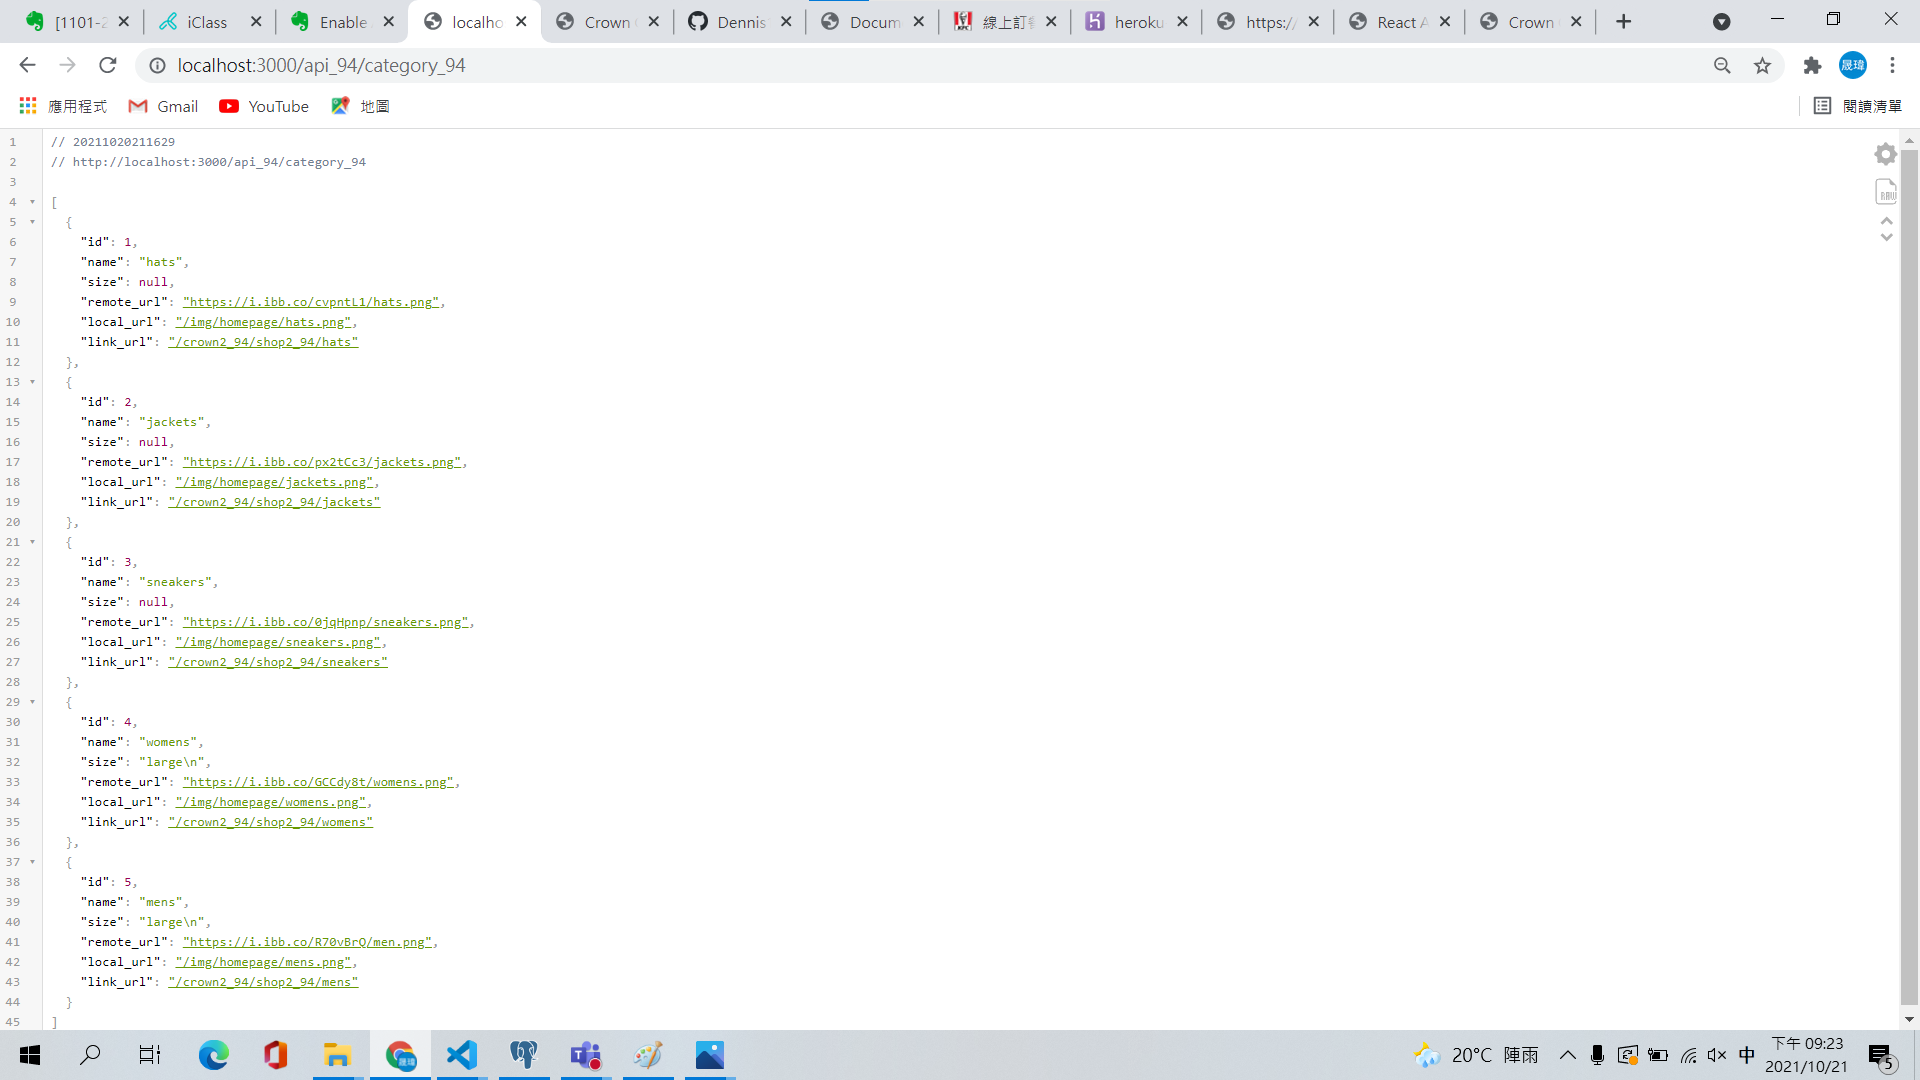 [1101-2
iClass
Enable
localho
Crown
Dennis
Docum
線上訂
heroku
https:/
React A
Crown
localhost:3000/api_94/category_94
晟瑋
應用程式
Gmail
YouTube
地圖
閱讀清單
1 // 20211020211629
2 // http://localhost:3000/api_94/category_94
3
4 [
5 {
6 "id": 1,
7 "name": "hats",
8 "size": null,
9 "remote_url": "https://i.ibb.co/cvpntL1/hats.png",
10 "local_url": "/img/homepage/hats.png",
11 "link_url": "/crown2_94/shop2_94/hats"
12 },
13 {
14 "id": 2,
15 "name": "jackets",
16 "size": null,
17 "remote_url": "https://i.ibb.co/px2tCc3/jackets.png",
18 "local_url": "/img/homepage/jackets.png",
19 "link_url": "/crown2_94/shop2_94/jackets"
20 },
21 {
22 "id": 3,
23 "name": "sneakers",
24 "size": null,
25 "remote_url": "https://i.ibb.co/0jqHpnp/sneakers.png",
26 "local_url": "/img/homepage/sneakers.png",
27 "link_url": "/crown2_94/shop2_94/sneakers"
28 },
29 {
30 "id": 4,
31 "name": "womens",
32 "size": "large\n",
33 "remote_url": "https://i.ibb.co/GCCdy8t/womens.png",
34 "local_url": "/img/homepage/womens.png",
35 "link_url": "/crown2_94/shop2_94/womens"
36 },
37 {
38 "id": 5,
39 "name": "mens",
40 "size": "large\n",
41 "remote_url": "https://i.ibb.co/R70vBrQ/men.png",
42 "local_url": "/img/homepage/mens.png",
43 "link_url": "/crown2_94/shop2_94/mens"
44 }
45 ]
RAW
20°C 陣雨
中
下午 09:23
2021/10/21
5